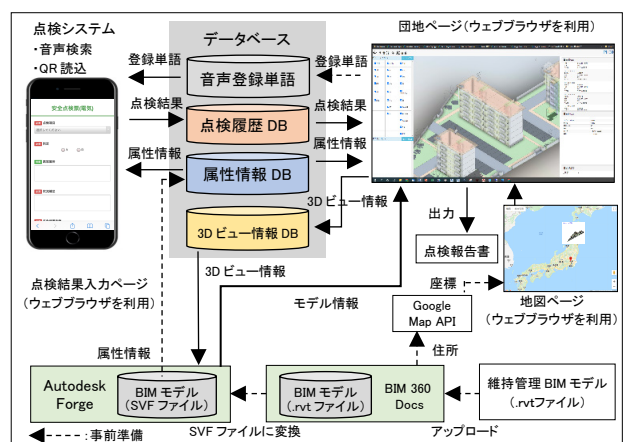 点検システム
・音声検索
・QR 読込
データベース
団地ページ(ウェブブラウザを利用)
登録単語
音声登録単語
登録単語
安全点検票(電気)
点検結果
点検履歴 DB
点検結果
属性情報
属性情報 DB
属性情報
3D ビュー情報
3D ビュー情報 DB
出力
点検報告書
点検結果入力ページ
(ウェブブラウザを利用)
3D ビュー情報
モデル情報
座標
Google
Map API
地図ページ
(ウェブブラウザを利用)
属性情報
住所
Autodesk
Forge
BIM モデル
(SVF ファイル)
BIM モデル
(.rvt ファイル)
BIM 360
Docs
維持管理 BIM モデル
(.rvtファイル)
:事前準備
SVF ファイルに変換
アップロード